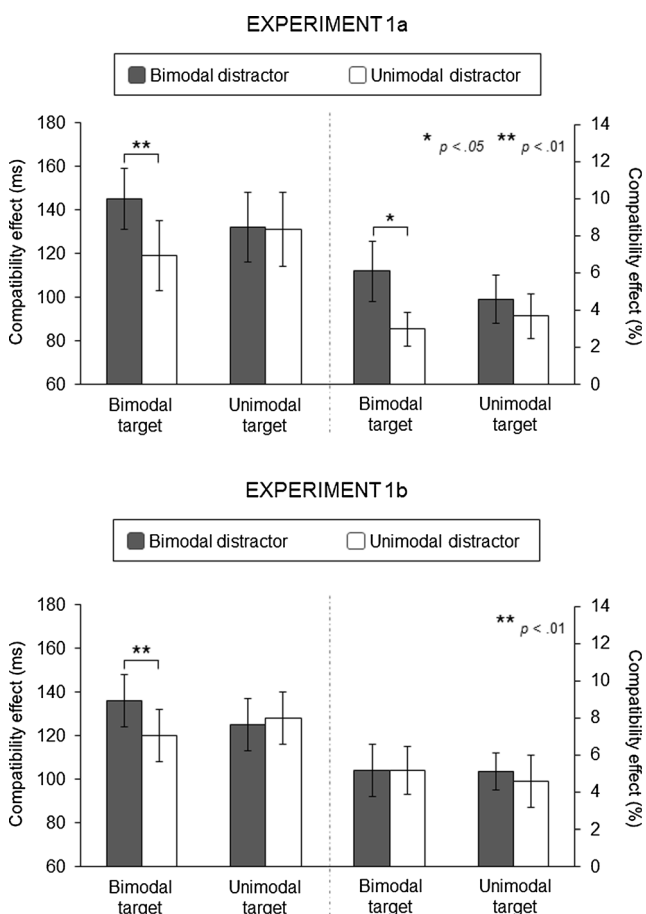 EXPERIMENT 1a
Bimodal distractor Unimodal distractor
Compatibility effect (ms)
180
160
140
120
100
80
60
**
* p < .05 ** p < .01
*
14
12
10
8
6
4
2
0
Compatibility effect (%)
Bimodal target
Unimodal target
Bimodal target
Unimodal target
EXPERIMENT 1b
Bimodal distractor Unimodal distractor
Compatibility effect (ms)
180
160
140
120
100
80
60
**
** p < .01
14
12
10
8
6
4
2
0
Compatibility effect (%)
Bimodal target
Unimodal target
Bimodal target
Unimodal target